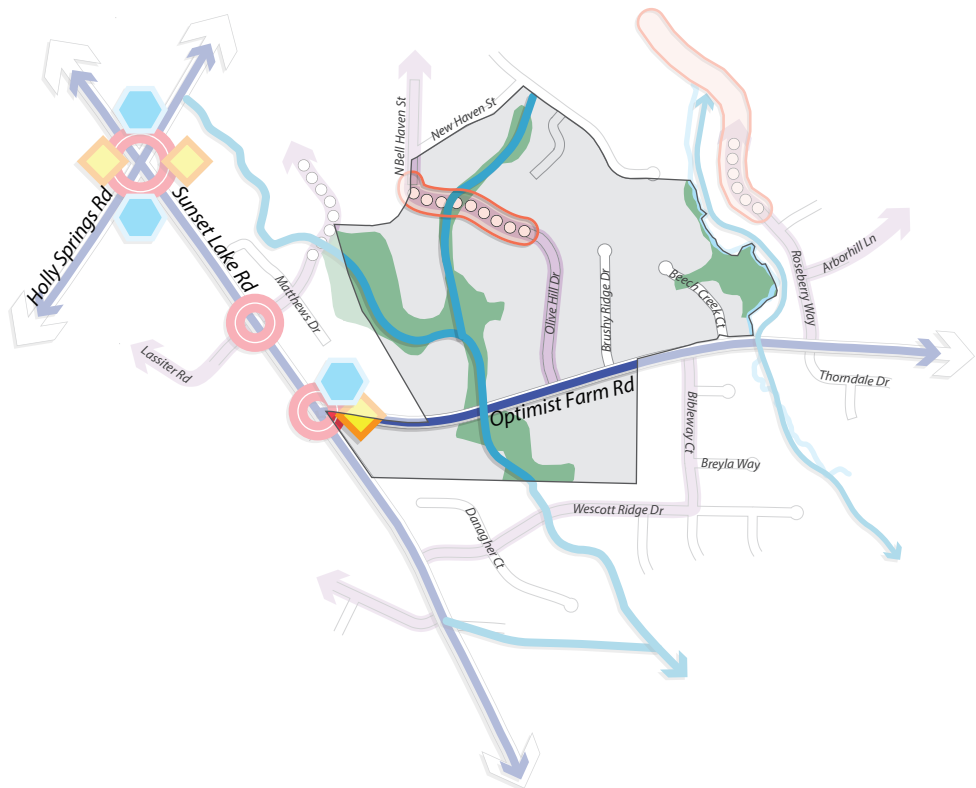 N Bell Haven St
New Haven St
Holly Springs Rd
Sunset Lake Rd
Matthews Dr
Lassiter Rd
Olive Hill Dr
Brushy Ridge Dr
Beech Creek Ct
Roseberry Way
Arborhill Ln
Optimist Farm Rd
Thorndale Dr
Bibleway Ct
Breyla Way
Wescott Ridge Dr
Danagher Ct